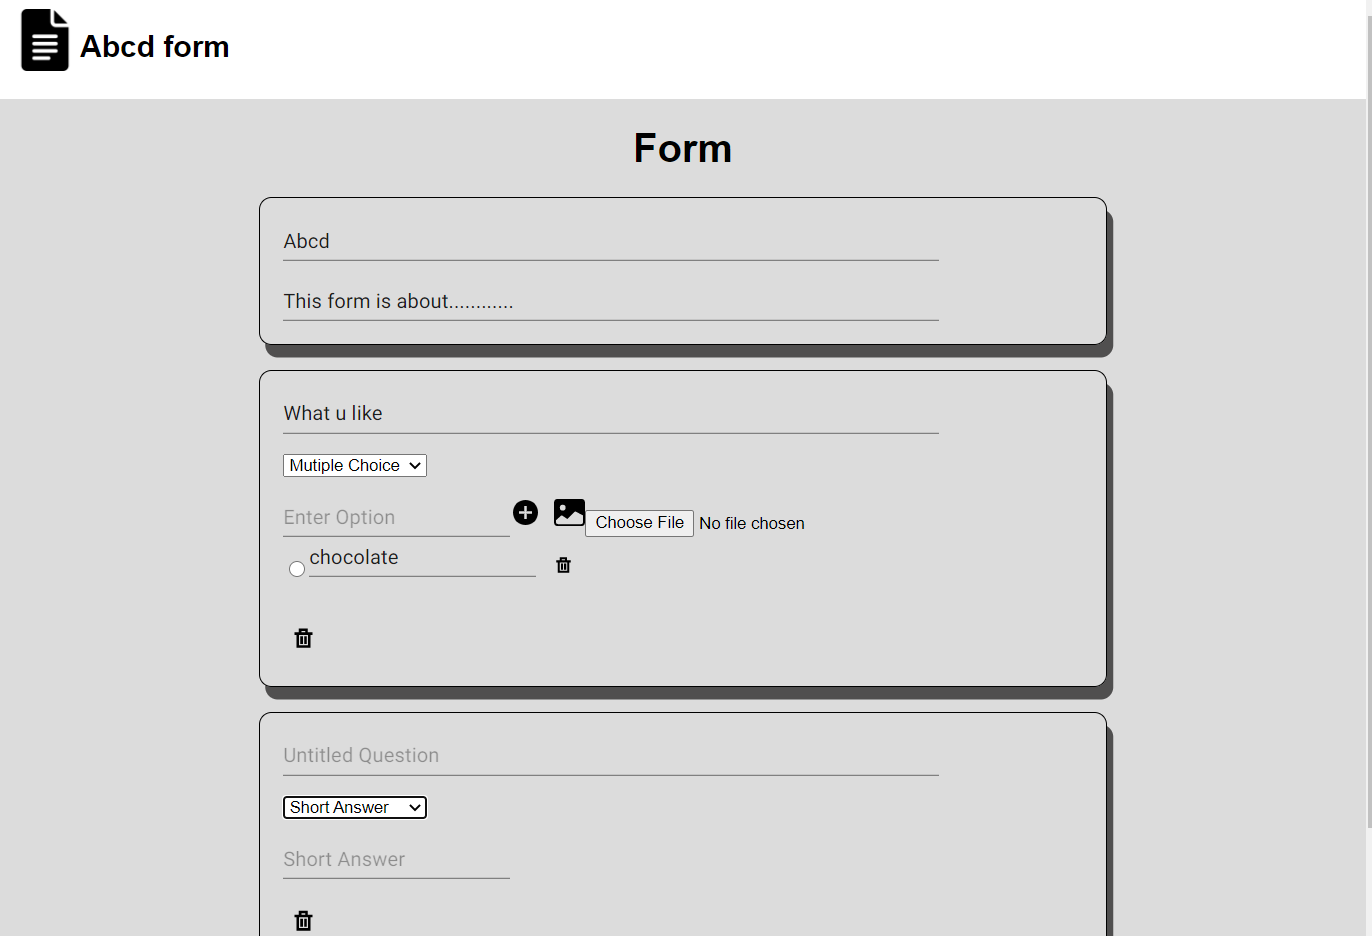 Abcd form
Form
Abcd
This form is about............
What u like
Mutiple Choice
Enter Option
Choose File No file chosen
chocolate
Untitled Question
Short Answer
Short Answer